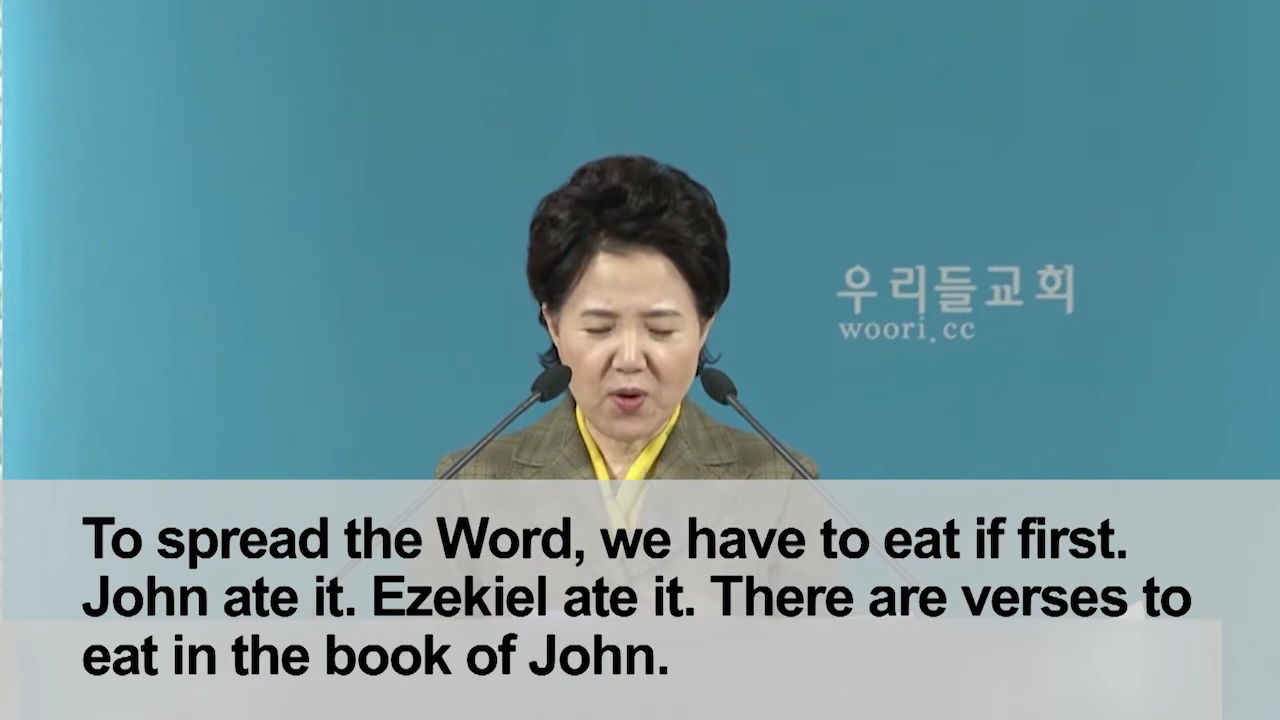 우리들교회
woori.cc
To spread the Word, we have to eat if first.
John ate it. Ezekiel ate it. There are verses to
eat in the book of John.